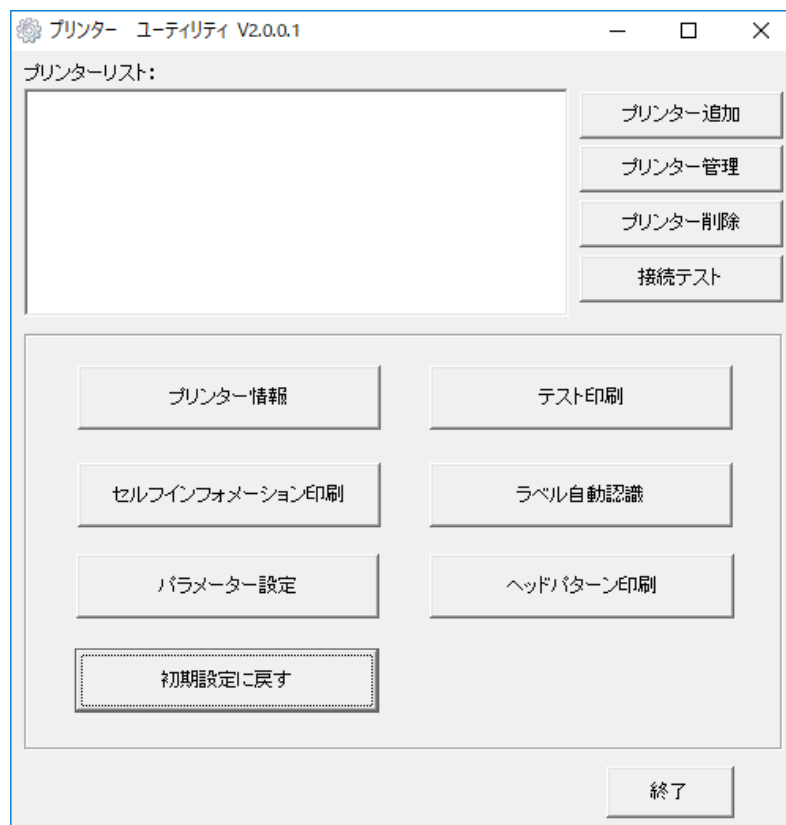 プリンター　ユーティリティ V2.0.0.1
プリンターリスト：
プリンター追加
プリンター管理
プリンター削除
接続テスト
プリンター情報
テスト印刷
セルフインフォメーション印刷
ラベル自動認識
パラメーター設定
ヘッドパターン印刷
初期設定に戻す
終了